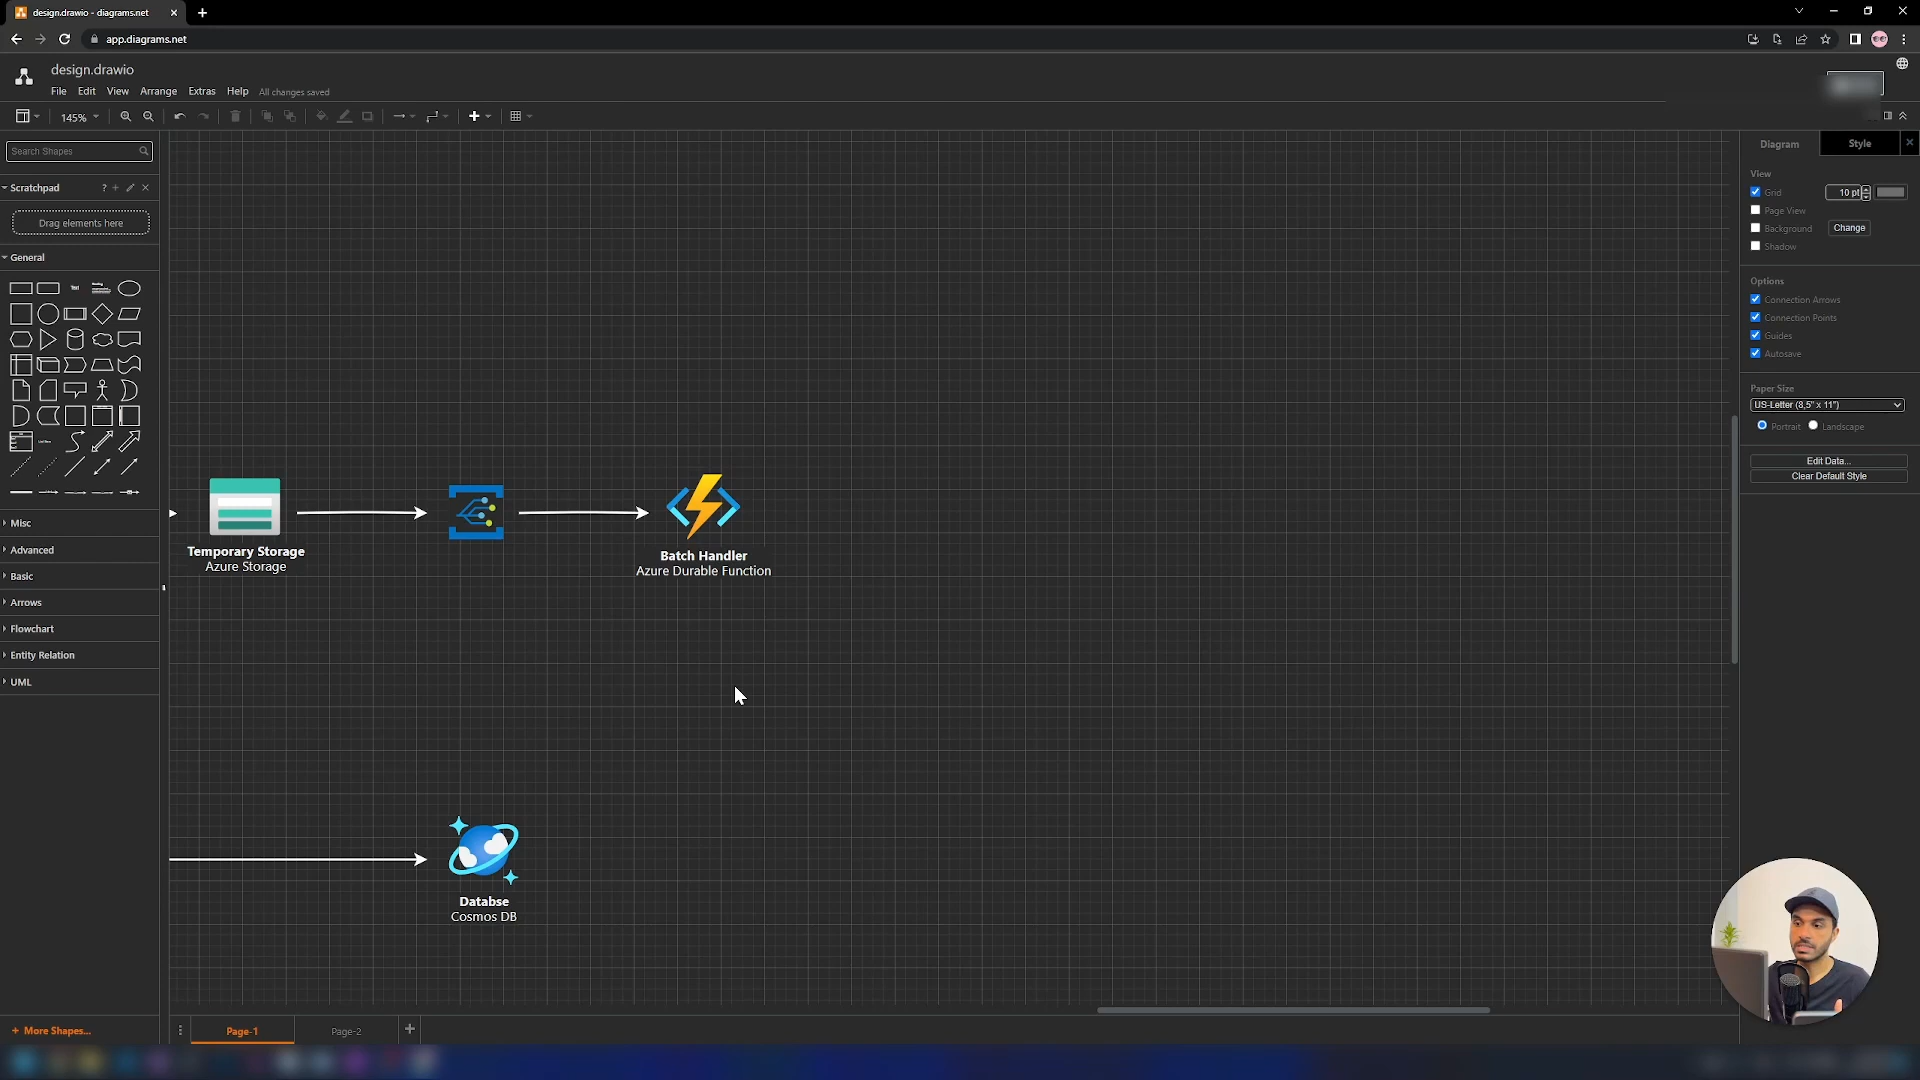 design.drawio - diagrams.net
app.diagrams.net
design.drawio
File Edit View Arrange Extras Help All changes saved
145%
Search Shapes
Scratchpad ?
Drag elements here
General
Text
Misc
Advanced
Basic
Arrows
Flowchart
Entity Relation
UML
+ More Shapes...
Temporary Storage
Azure Storage
Batch Handler
Azure Durable Function
Databse
Cosmos DB
Page-1 Page-2
Diagram Style
View
Grid 10 pt
Page View
Background Change
Shadow
Options
Connection Arrows
Connection Points
Guides
Autosave
Paper Size
US-Letter (8,5" x 11")
Portrait Landscape
Edit Data...
Clear Default Style